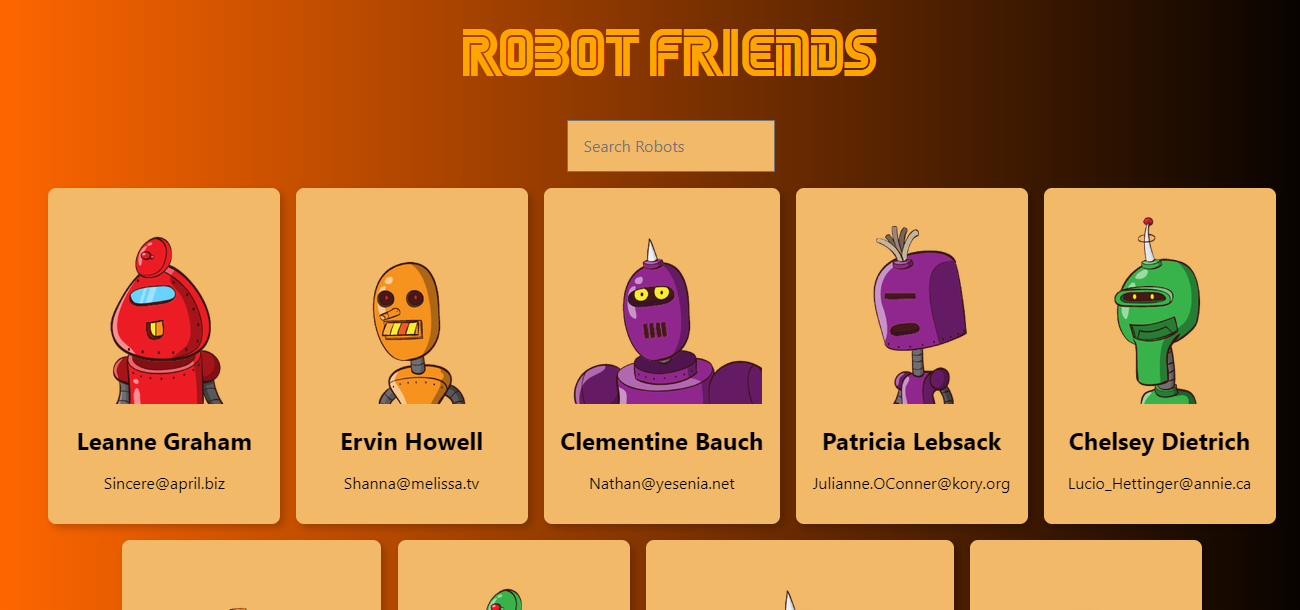 ROBOT FRIENDS
Search Robots
Leanne Graham
Ervin Howell
Clementine Bauch
Patricia Lebsack
Chelsey Dietrich
Sincere@april.biz
Shanna@melissa.tv
Nathan@yesenia.net
Julianne.OConner@kory.org
Lucio_Hettinger@annie.ca